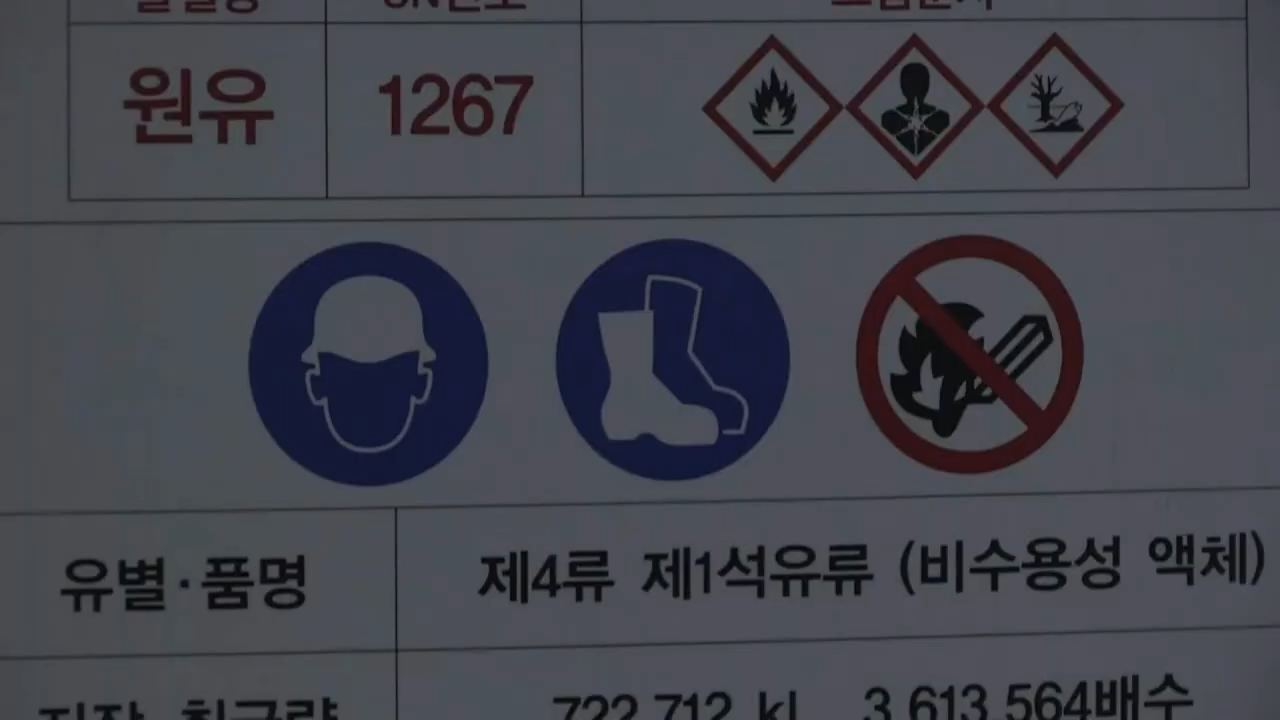 원유 1267
유별·품명 제4류 제1석유류 (비수용성 액체)
722,712 kl 3,613,564배수